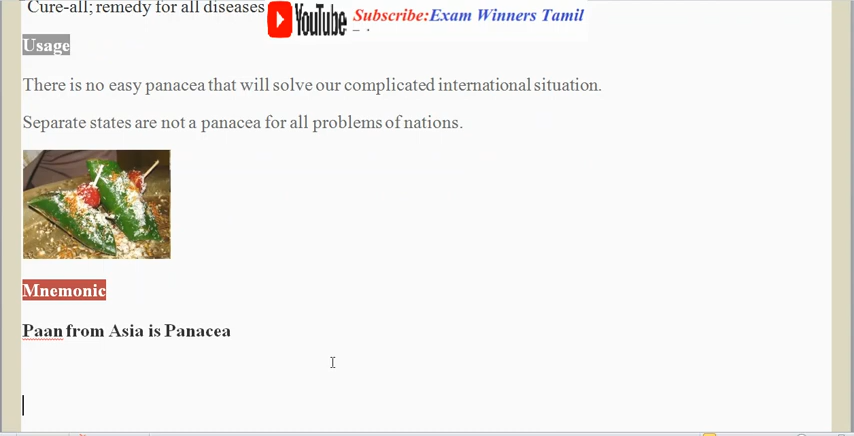 Cure-all; remedy for all diseases
YouTube Subscribe:Exam Winners Tamil
Usage
There is no easy panacea that will solve our complicated international situation.
Separate states are not a panacea for all problems of nations.
Mnemonic
Paan from Asia is Panacea